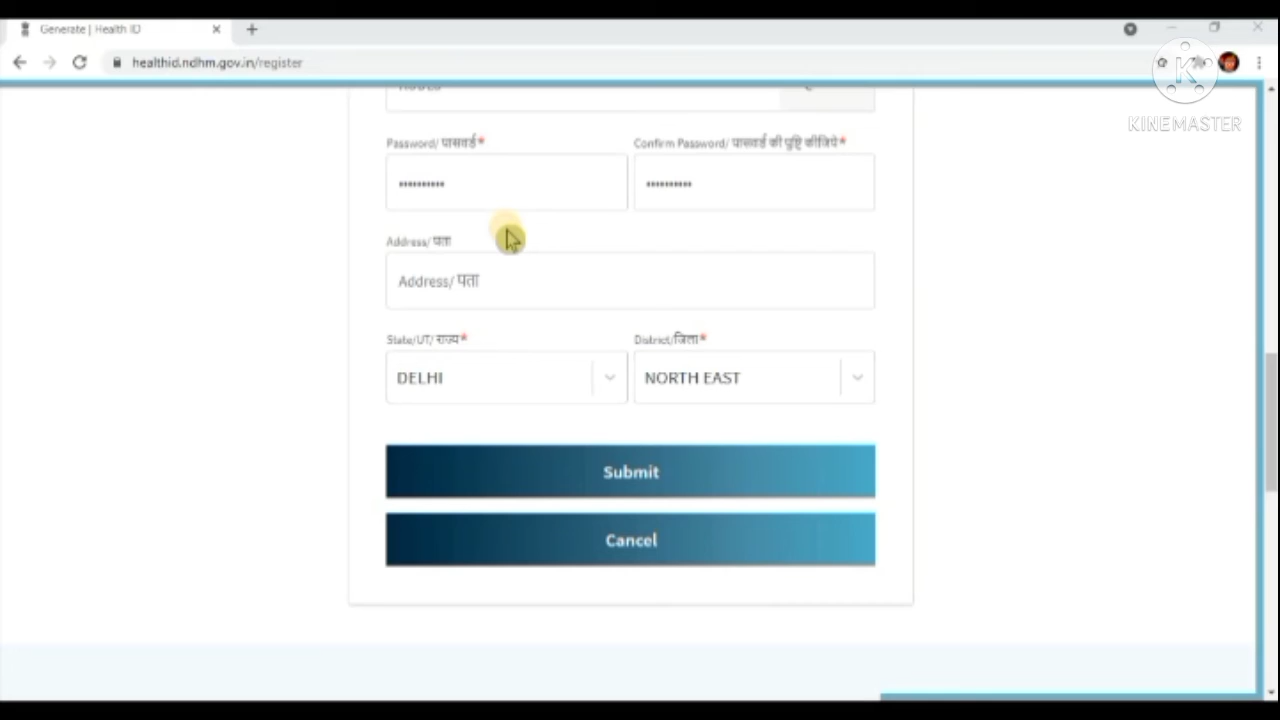 Generate | Health ID
healthid.ndhm.gov.in/register
KINEMASTER
Password/ पासवर्ड*
Confirm Password/ पासवर्ड की पुष्टि कीजिये*
••••••••••
••••••••••
Address/ पता
Address/ पता
State/UT/ राज्य*
District/जिला*
DELHI
NORTH EAST
Submit
Cancel